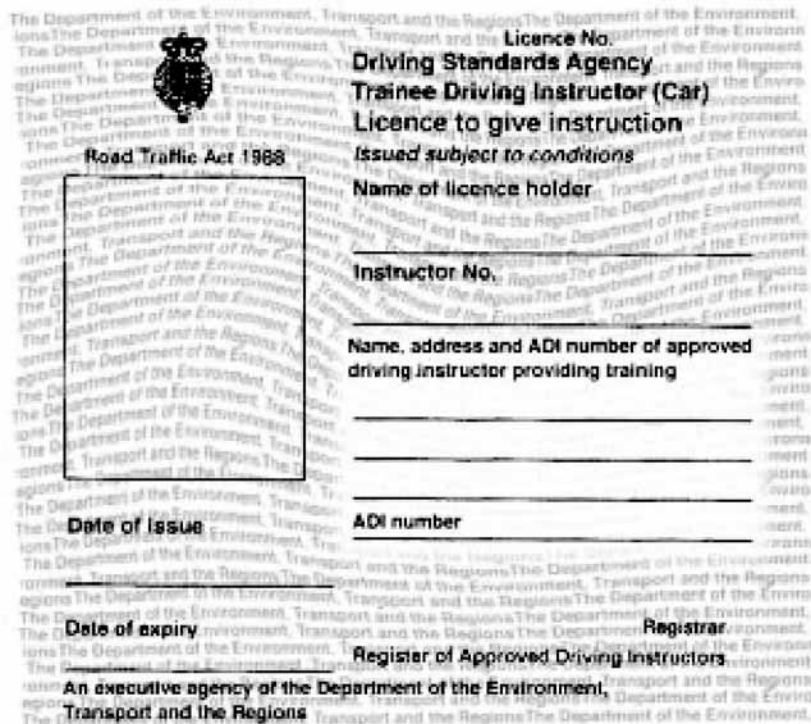 Licence No.
Driving Standards Agency
Trainee Driving Instructor (Car)
Licence to give instruction
Road Traffic Act 1988
Issued subject to conditions
Name of licence holder
Instructor No.
Name, address and ADI number of approved
driving instructor providing training
Date of issue
ADI number
Date of expiry
Registrar
Register of Approved Driving Instructors
An executive agency of the Department of the Environment,
Transport and the Regions